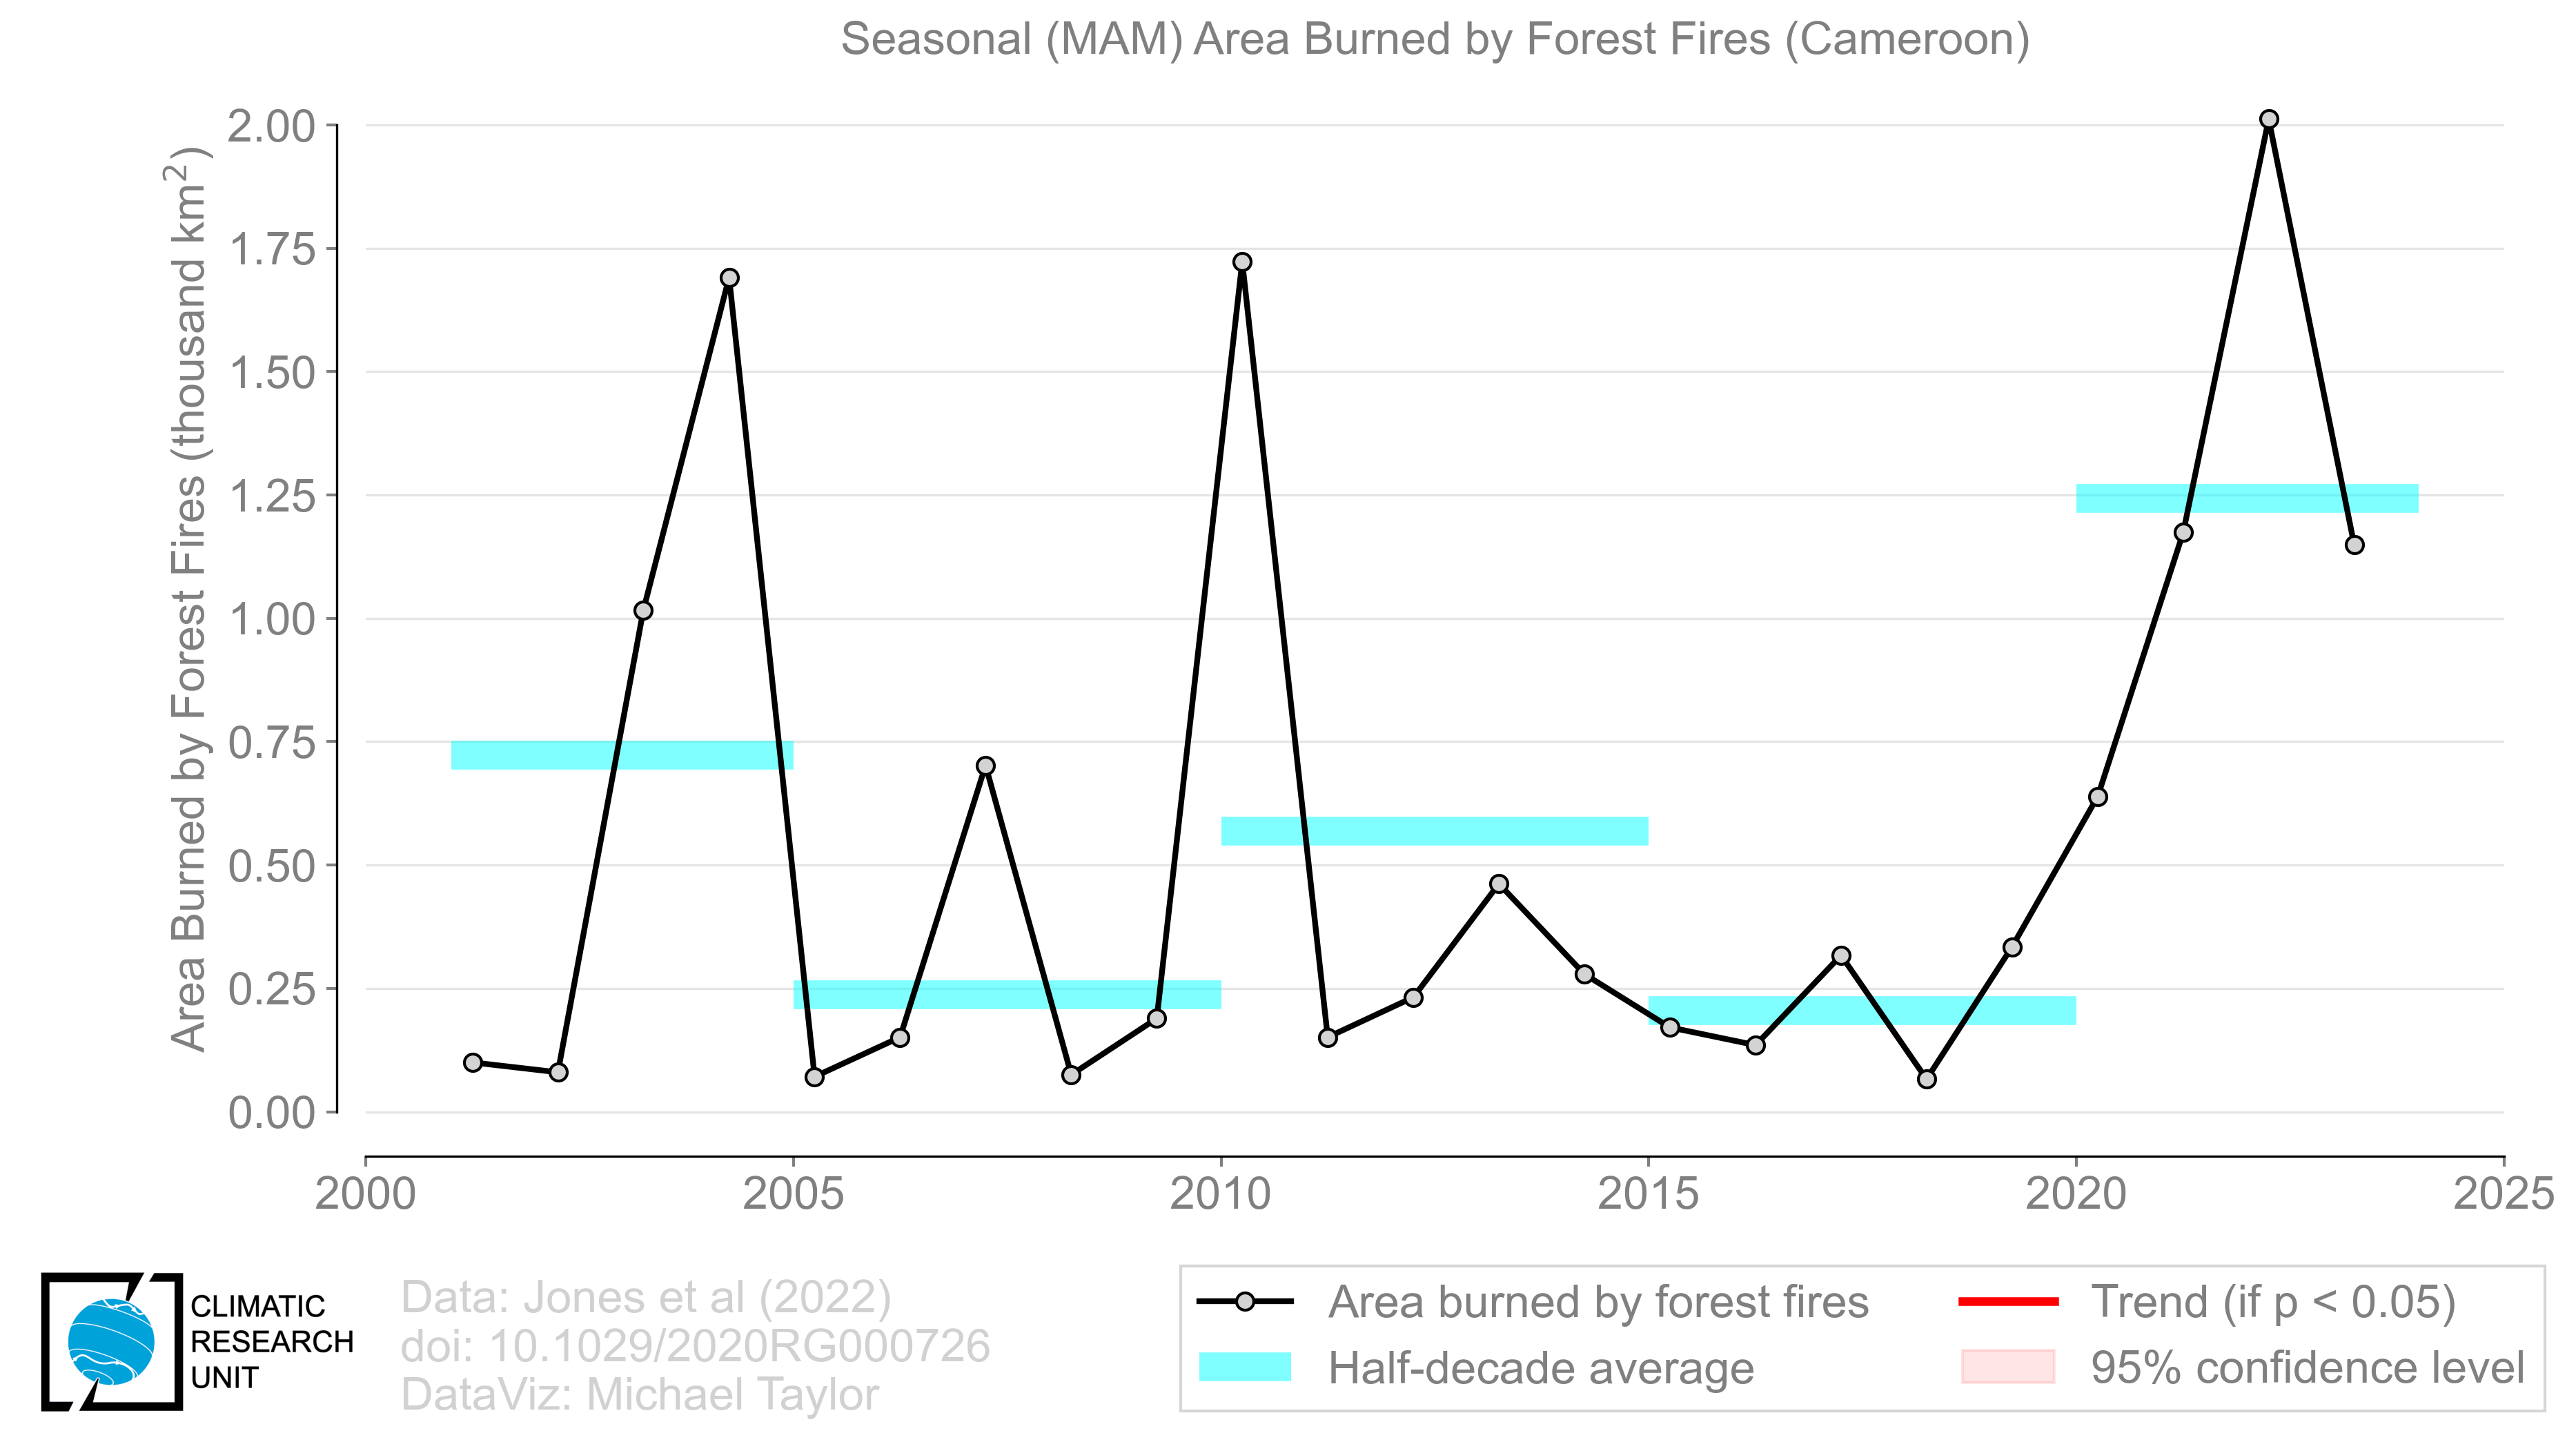 Seasonal (MAM) Area Burned by Forest Fires (Cameroon)
Area Burned by Forest Fires (thousand km²)
2.00
1.75
1.50
1.25
1.00
0.75
0.50
0.25
0.00
2000 2005 2010 2015 2020 2025
CLIMATIC
RESEARCH
UNIT
Data: Jones et al (2022)
doi: 10.1029/2020RG000726
DataViz: Michael Taylor
Area burned by forest fires
Half-decade average
Trend (if p < 0.05)
95% confidence level